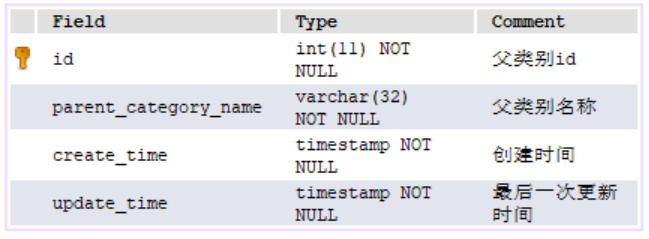 Field Type Comment
id int(11) NOT NULL 父类别id
parent_category_name varchar(32) NOT NULL 父类别名称
create_time timestamp NOT NULL 创建时间
update_time timestamp NOT NULL 最后一次更新时间